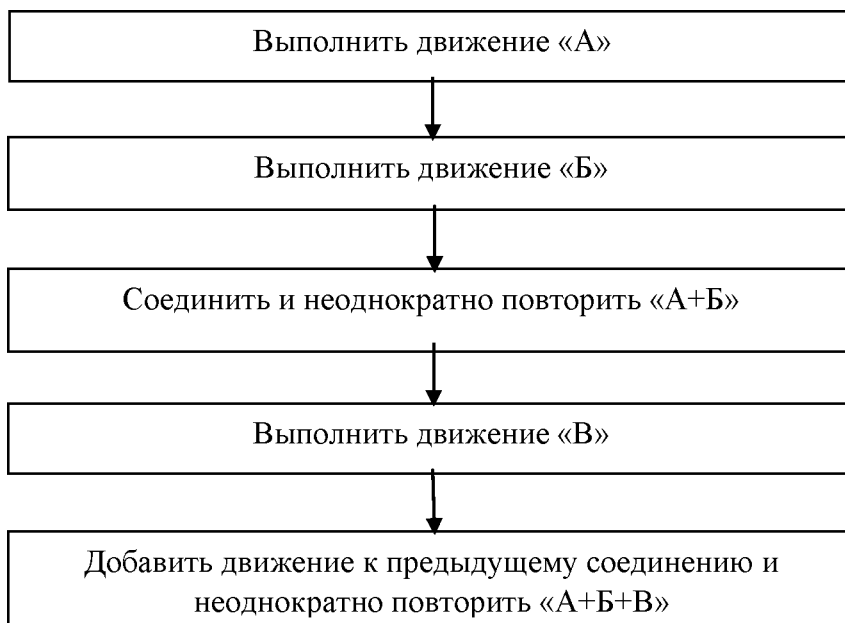 Выполнить движение «А»
Выполнить движение «Б»
Соединить и неоднократно повторить «А+Б»
Выполнить движение «В»
Добавить движение к предыдущему соединению и
неоднократно повторить «А+Б+В»